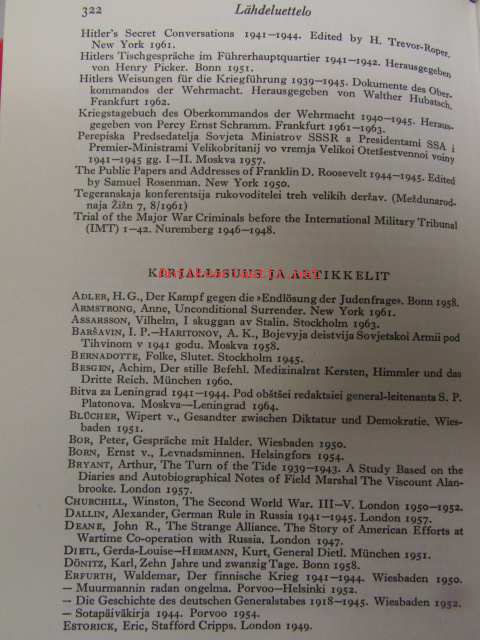 322
Lähdeluettelo
Hitler's Secret Conversations 1941–1944. Edited by H. Trevor-Roper.
New York 1961.
Hitlers Tischgespräche im Führerhauptquartier 1941–1942. Herausgegeben
von Henry Picker. Bonn 1951.
Hitlers Weisungen für die Kriegführung 1939–1945. Dokumente des Ober-
kommandos der Wehrmacht. Herausgegeben von Walther Hubatsch.
Frankfurt 1962.
Kriegstagebuch des Oberkommandos der Wehrmacht 1940–1945. Heraus-
gegeben von Percy Ernst Schramm. Frankfurt 1961–1963.
Perepiska Predsedatelja Sovjeta Ministrov SSSR s Presidentami SSA i
Premier-Ministrami Velikobritanij vo vremja Velikoi Otetšestvennoi voiny
1941–1945 gg. I–II. Moskva 1957.
The Public Papers and Addresses of Franklin D. Roosevelt 1944–1945. Edited
by Samuel Rosenman. New York 1950.
Tegeranskaja konferentsija rukovoditelei treh velikih deržav. (Meždunarod-
naja Žižn 7, 8/1961)
Trial of the Major War Criminals before the International Military Tribunal
(IMT) 1–42. Nuremberg 1946–1948.
KIRJALLISUUS JA ARTIKKELIT
ADLER, H. G., Der Kampf gegen die »Endlösung der Judenfrage». Bonn 1958.
ARMSTRONG, Anne, Unconditional Surrender. New York 1961.
ASSARSSON, Vilhelm, I skuggan av Stalin. Stockholm 1963.
BARŠAVIN, I. P.–HARITONOV, A. K., Bojevyja deistvija Sovjetskoi Armii pod
Tihvinom v 1941 godu. Moskva 1958.
BERNADOTTE, Folke, Slutet. Stockholm 1945.
BESGEN, Achim, Der stille Befehl. Medizinalrat Kersten, Himmler und das
Dritte Reich. München 1960.
Bitva za Leningrad 1941–1944. Pod obštšei redaktsiei general-leitenanta S. P.
Platonova. Moskva–Leningrad 1964.
BLÜCHER, Wipert v., Gesandter zwischen Diktatur und Demokratie. Wies-
baden 1951.
BOR, Peter, Gespräche mit Halder. Wiesbaden 1950.
BORN, Ernst v., Levnadsminnen. Helsingfors 1954.
BRYANT, Arthur, The Turn of the Tide 1939–1943. A Study Based on the
Diaries and Autobiographical Notes of Field Marshal The Viscount Alan-
brooke. London 1957.
CHURCHILL, Winston, The Second World War. III–V. London 1950–1952.
DALLIN, Alexander, German Rule in Russia 1941–1945. London 1957.
DEANE, John R., The Strange Alliance. The Story of American Efforts at
Wartime Co-operation with Russia. London 1947.
DIETL, Gerda-Louise–HERMANN, Kurt, General Dietl. München 1951.
DÖNITZ, Karl, Zehn Jahre und zwanzig Tage. Bonn 1958.
ERFURTH, Waldemar, Der finnische Krieg 1941–1944. Wiesbaden 1950.
— Muurmannin radan ongelma. Porvoo–Helsinki 1952.
— Die Geschichte des deutschen Generalstabes 1918–1945. Wiesbaden 1952.
— Sotapäiväkirja 1944. Porvoo 1954.
ESTORICK, Eric, Stafford Cripps. London 1949.